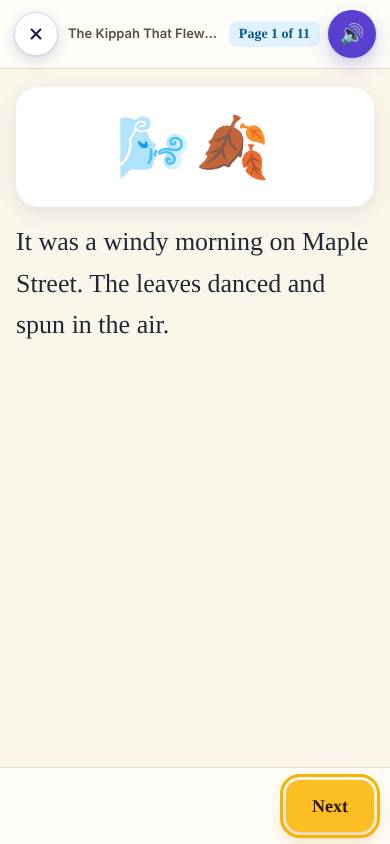 The Kippah That Flew...
Page 1 of 11
It was a windy morning on Maple
Street. The leaves danced and
spun in the air.
Next